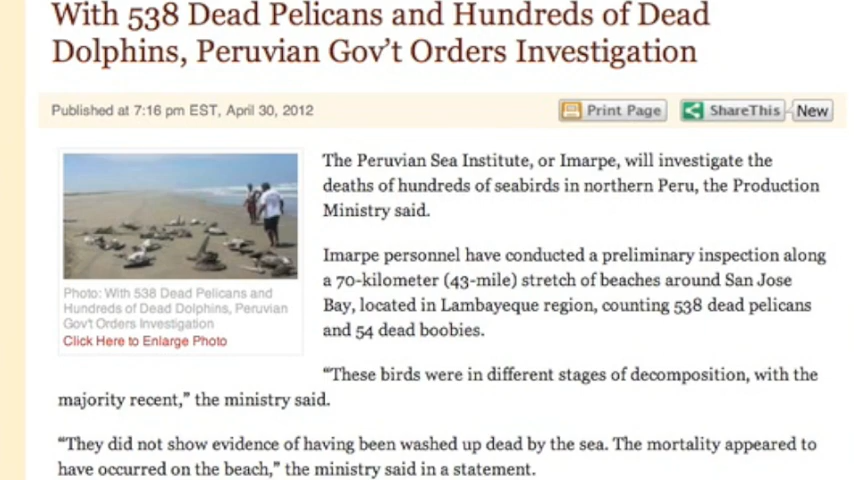 With 538 Dead Pelicans and Hundreds of Dead
Dolphins, Peruvian Gov’t Orders Investigation
Published at 7:16 pm EST, April 30, 2012
Print Page
ShareThis
New
The Peruvian Sea Institute, or Imarpe, will investigate the
deaths of hundreds of seabirds in northern Peru, the Production
Ministry said.
Imarpe personnel have conducted a preliminary inspection along
a 70-kilometer (43-mile) stretch of beaches around San Jose
Bay, located in Lambayeque region, counting 538 dead pelicans
and 54 dead boobies.
Photo: With 538 Dead Pelicans and
Hundreds of Dead Dolphins, Peruvian
Gov't Orders Investigation
Click Here to Enlarge Photo
“These birds were in different stages of decomposition, with the
majority recent,” the ministry said.
“They did not show evidence of having been washed up dead by the sea. The mortality appeared to
have occurred on the beach,” the ministry said in a statement.